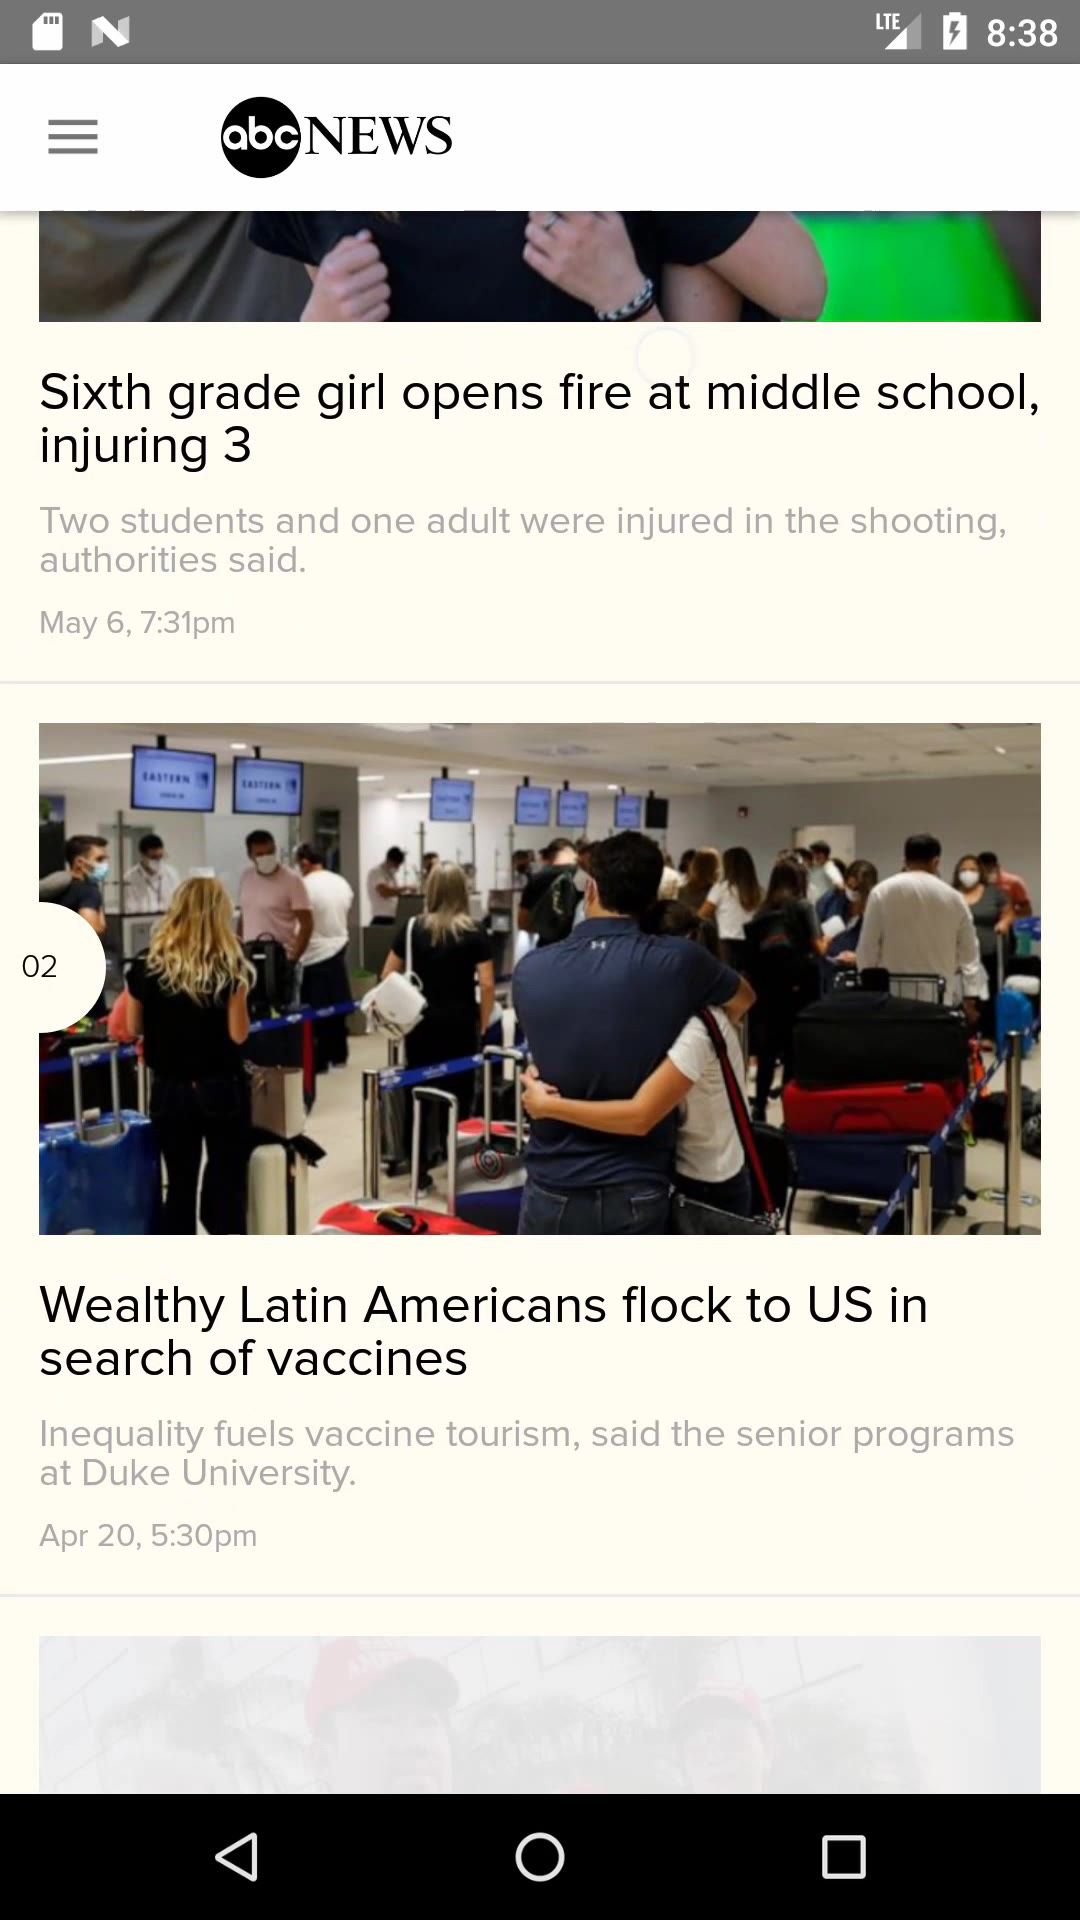 LTE 8:38
abc NEWS
Sixth grade girl opens fire at middle school,
injuring 3
Two students and one adult were injured in the shooting,
authorities said.
May 6, 7:31pm
EASTERN
EASTERN
02
Wealthy Latin Americans flock to US in
search of vaccines
Inequality fuels vaccine tourism, said the senior programs
at Duke University.
Apr 20, 5:30pm